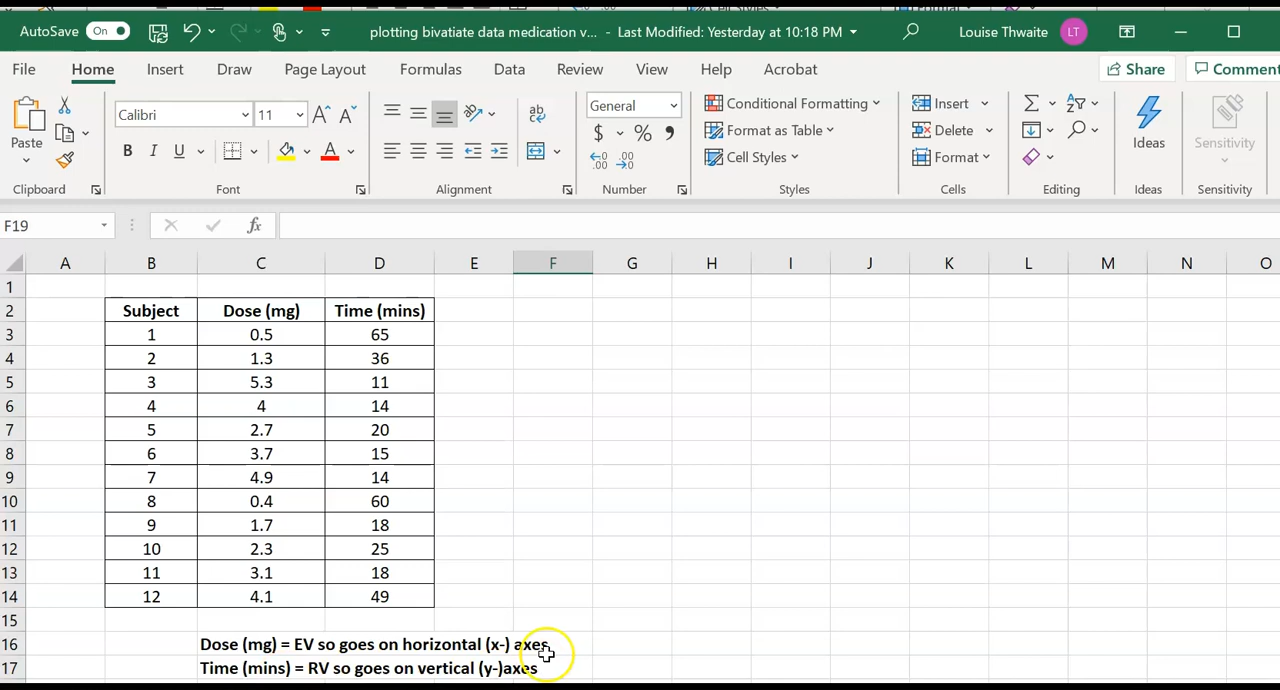 AutoSave On plotting bivatiate data medication v... - Last Modified: Yesterday at 10:18 PM Louise Thwaite LT
File Home Insert Draw Page Layout Formulas Data Review View Help Acrobat Share Comment
Calibri 11 General Conditional Formatting Insert
Paste Format as Table Delete Ideas Sensitivity
B I U A $ % Cell Styles Format
Clipboard Font Alignment Number Styles Cells Editing Ideas Sensitivity
F19 fx
A B C D E F G H I J K L M N O
1
2 Subject Dose (mg) Time (mins)
3 1 0.5 65
4 2 1.3 36
5 3 5.3 11
6 4 4 14
7 5 2.7 20
8 6 3.7 15
9 7 4.9 14
10 8 0.4 60
11 9 1.7 18
12 10 2.3 25
13 11 3.1 18
14 12 4.1 49
15
16 Dose (mg) = EV so goes on horizontal (x-) axes
17 Time (mins) = RV so goes on vertical (y-)axes